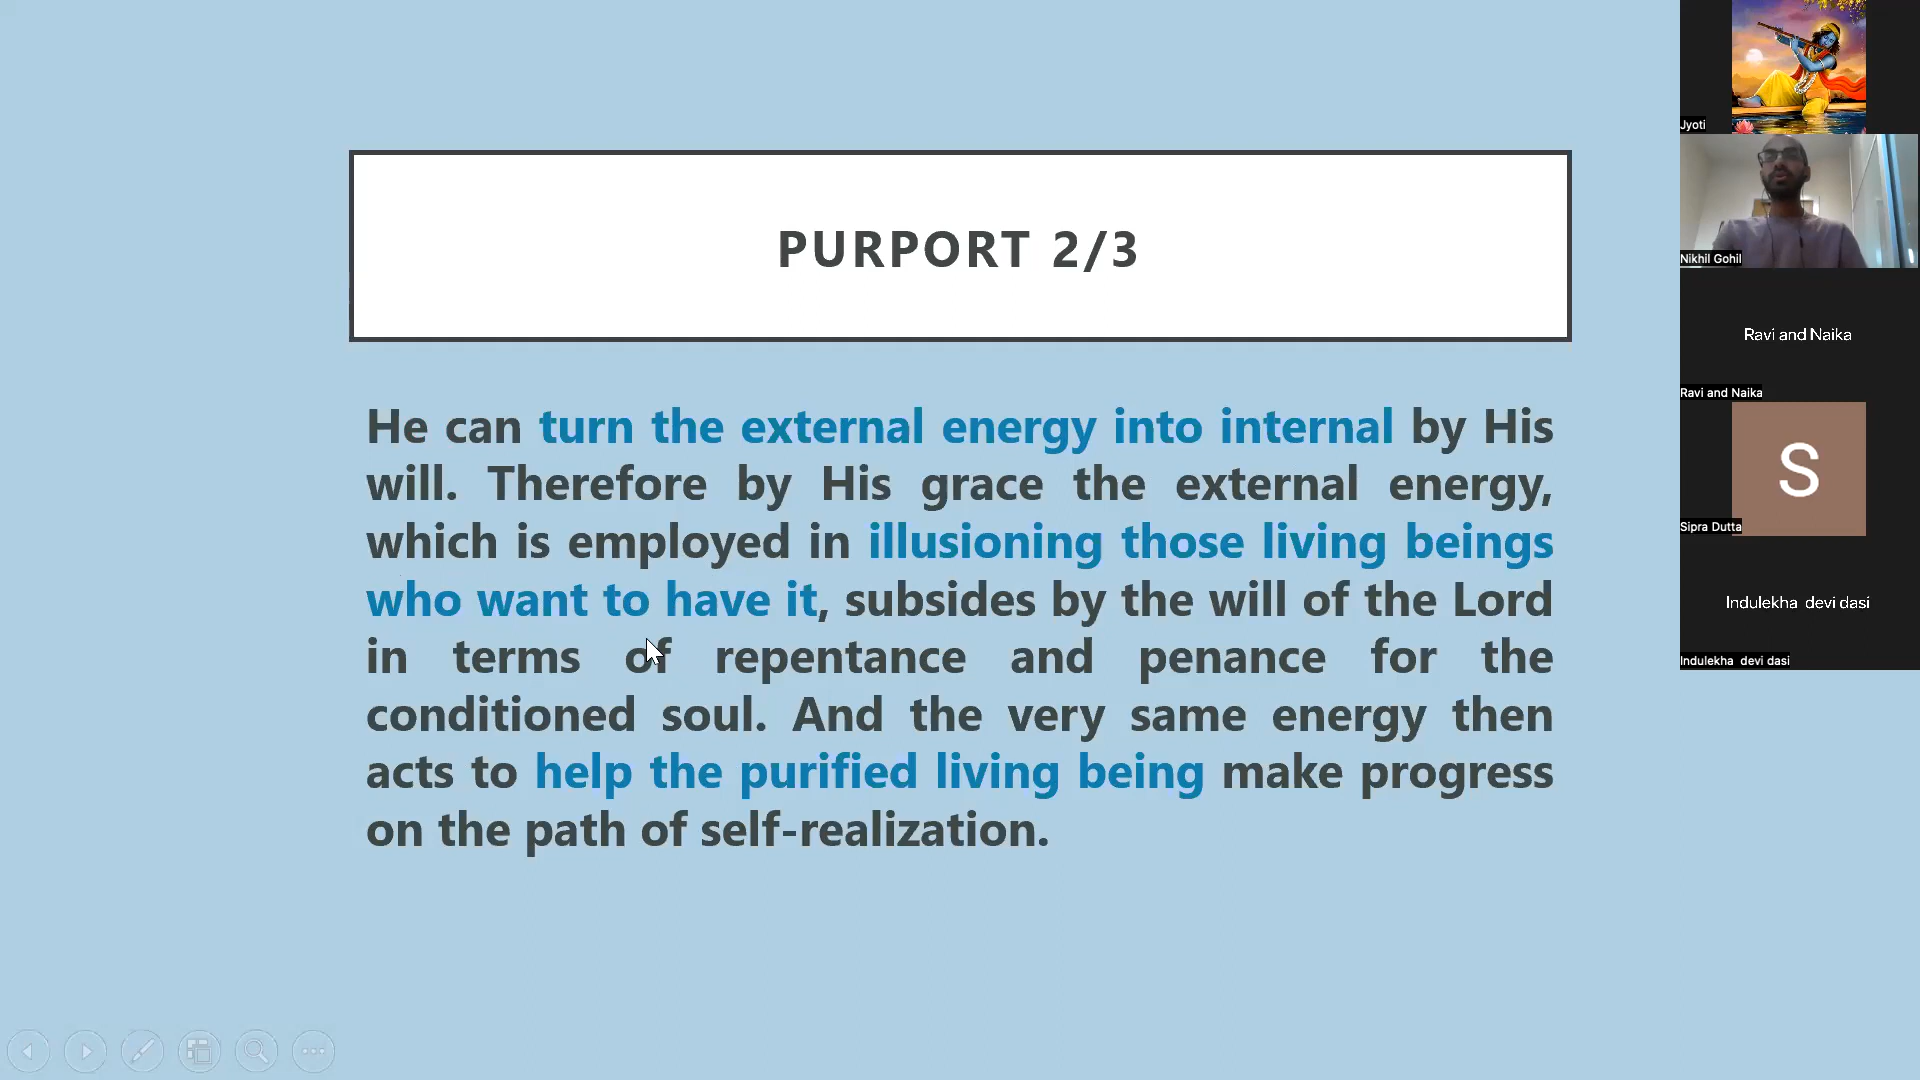 PURPORT 2/3
He can turn the external energy into internal by His
will. Therefore by His grace the external energy,
which is employed in illusioning those living beings
who want to have it, subsides by the will of the Lord
in terms of repentance and penance for the
conditioned soul. And the very same energy then
acts to help the purified living being make progress
on the path of self-realization.
Jyoti
Nikhil Gohil
Ravi and Naika
Ravi and Naika
S
Sipra Dutta
Indulekha devi dasi
Indulekha devi dasi